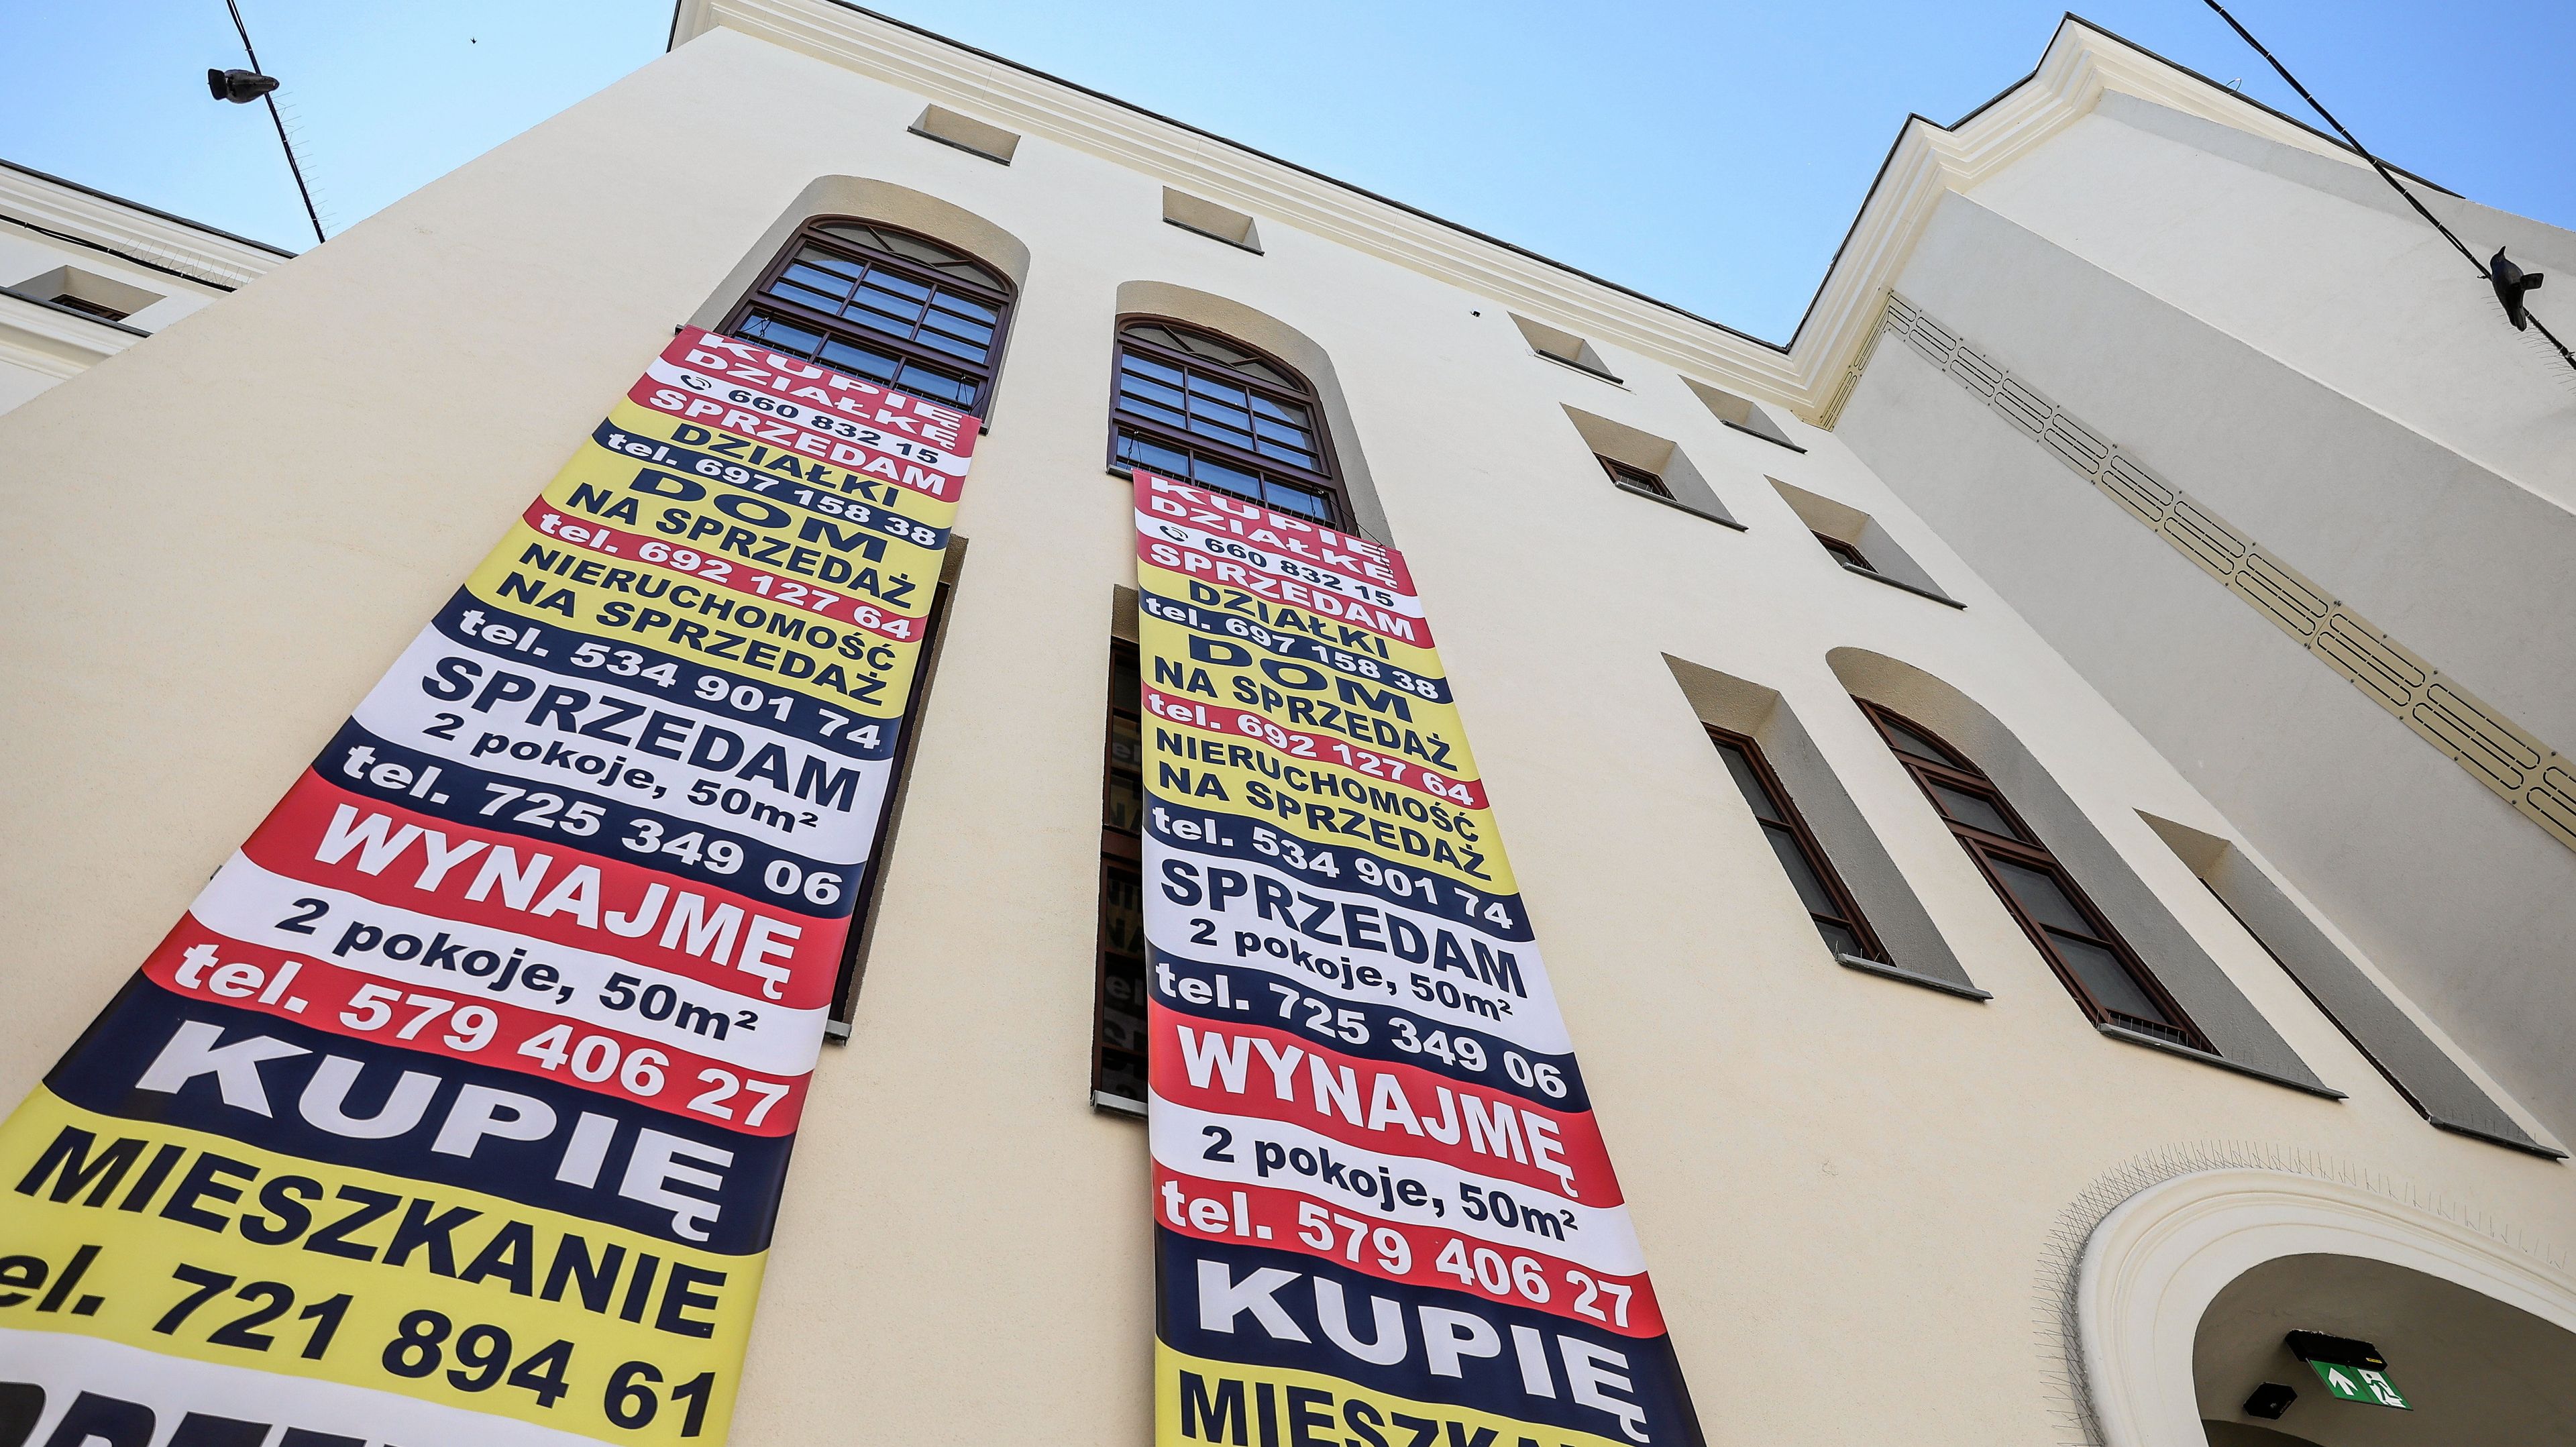 KUPIĘ
DZIAŁKĘ
660 832 15
SPRZEDAM
DZIAŁKI
tel. 697 158 38
DOM
NA SPRZEDAŻ
tel. 692 127 64
NIERUCHOMOŚĆ
NA SPRZEDAŻ
tel. 534 901 74
SPRZEDAM
2 pokoje, 50m²
tel. 725 349 06
WYNAJMĘ
2 pokoje, 50m²
tel. 579 406 27
KUPIĘ
MIESZKANIE
el. 721 894 61
KUPIĘ
DZIAŁKĘ
660 832 15
SPRZEDAM
DZIAŁKI
tel. 697 158 38
DOM
NA SPRZEDAŻ
tel. 692 127 64
NIERUCHOMOŚĆ
NA SPRZEDAŻ
tel. 534 901 74
SPRZEDAM
2 pokoje, 50m²
tel. 725 349 06
WYNAJMĘ
2 pokoje, 50m²
tel. 579 406 27
KUPIĘ
MIESZKA